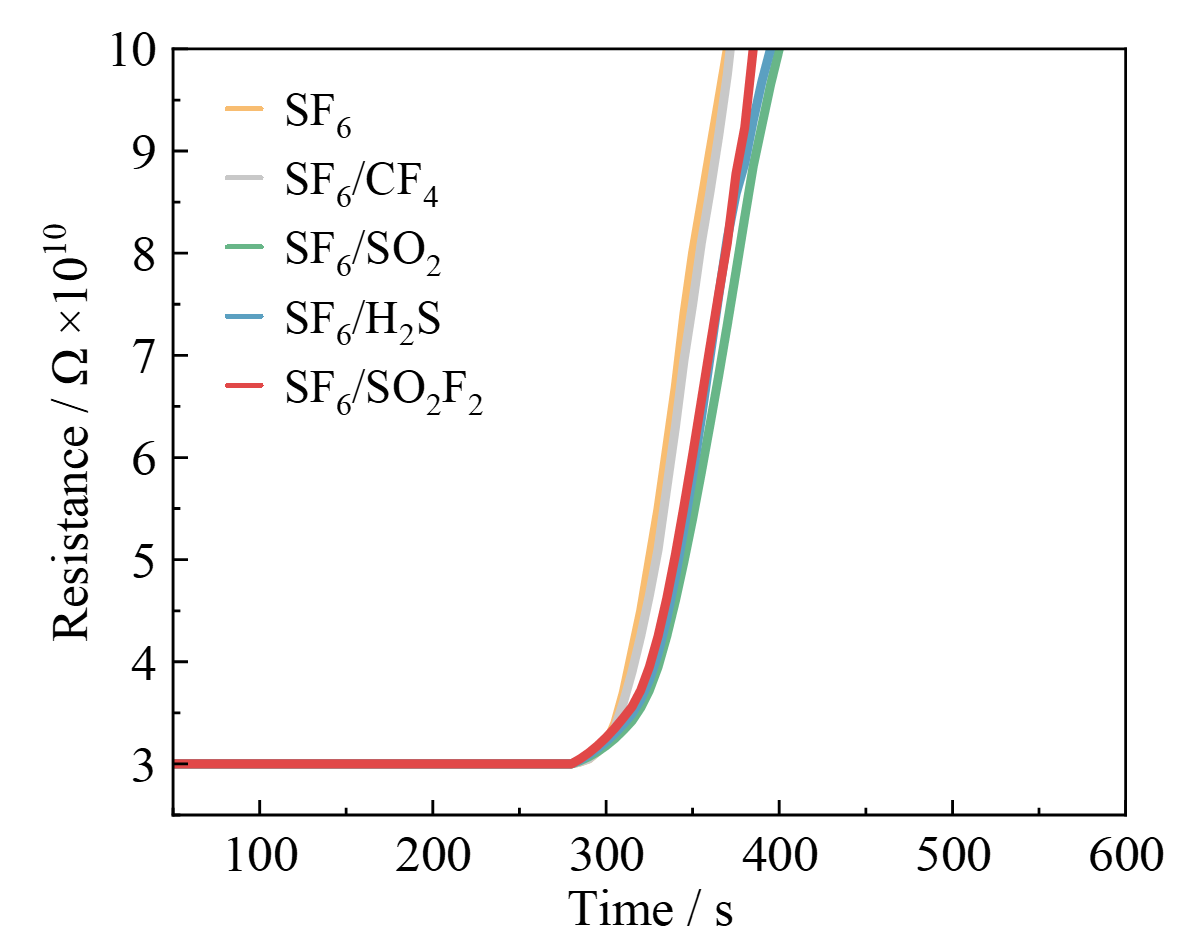 10
9
8
7
6
5
4
3
Resistance / Ω ×10¹⁰
SF₆
SF₆/CF₄
SF₆/SO₂
SF₆/H₂S
SF₆/SO₂F₂
100 200 300 400 500 600
Time / s